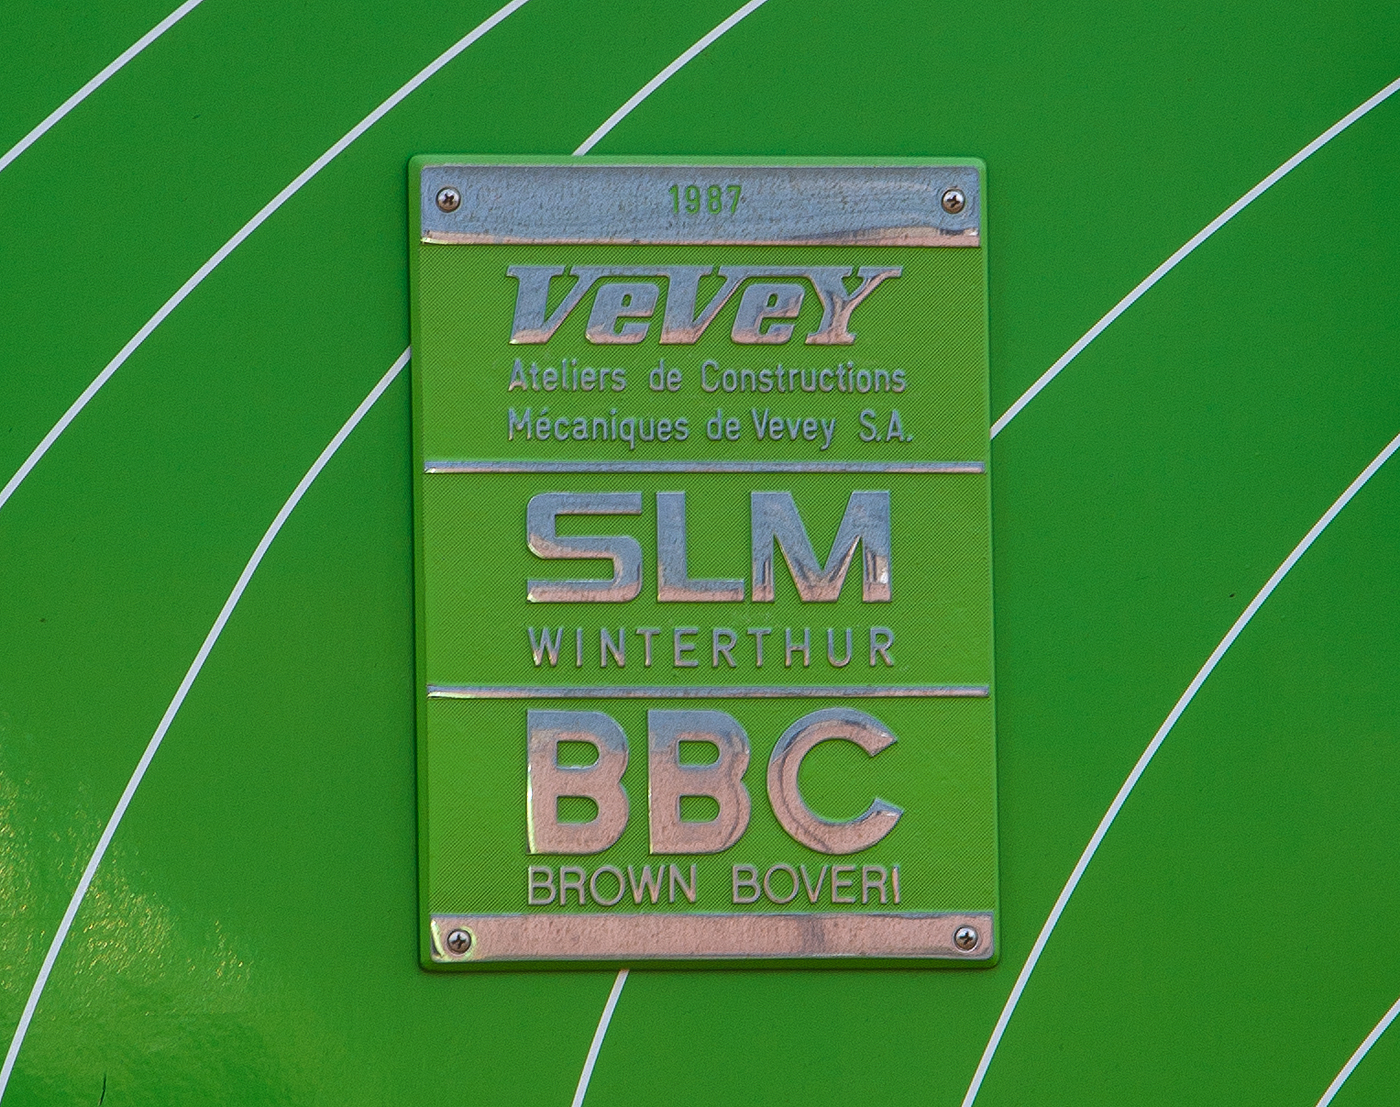 1987
VeVeY
Ateliers de Constructions
Mécaniques de Vevey S.A.
SLM
WINTERTHUR
BBC
BROWN BOVERI